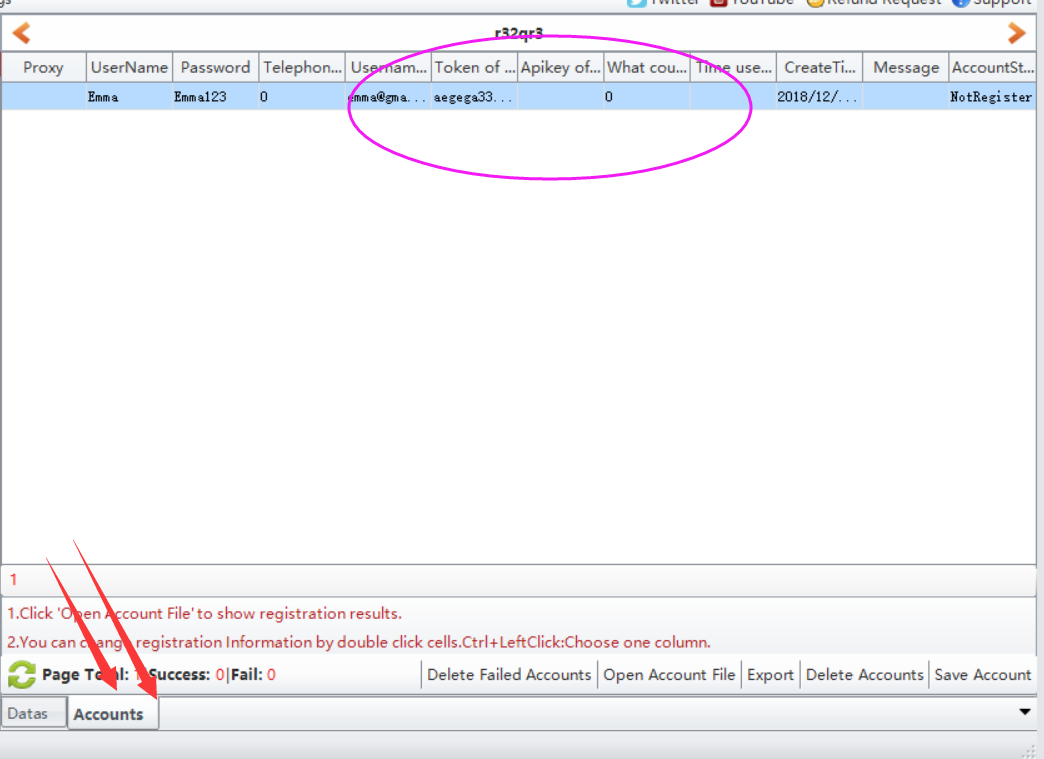 Twitter YouTube Refund Request Support
r32qr3
Proxy UserName Password Telephon... Usernam... Token of ... Apikey of... What cou... Time use... CreateTi... Message AccountSt...
Emma Emma123 0 emma@gma... aegega33... 0 2018/12/... NotRegister
1
1.Click 'Open Account File' to show registration results.
2.You can change registration Information by double click cells.Ctrl+LeftClick:Choose one column.
Page Total: 1 Success: 0|Fail: 0 Delete Failed Accounts Open Account File Export Delete Accounts Save Account
Datas Accounts